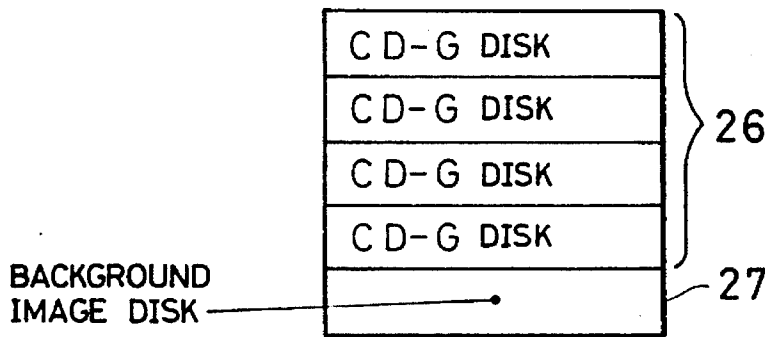 CD-G DISK
CD-G DISK
26
CD-G DISK
CD-G DISK
BACKGROUND
IMAGE DISK
27